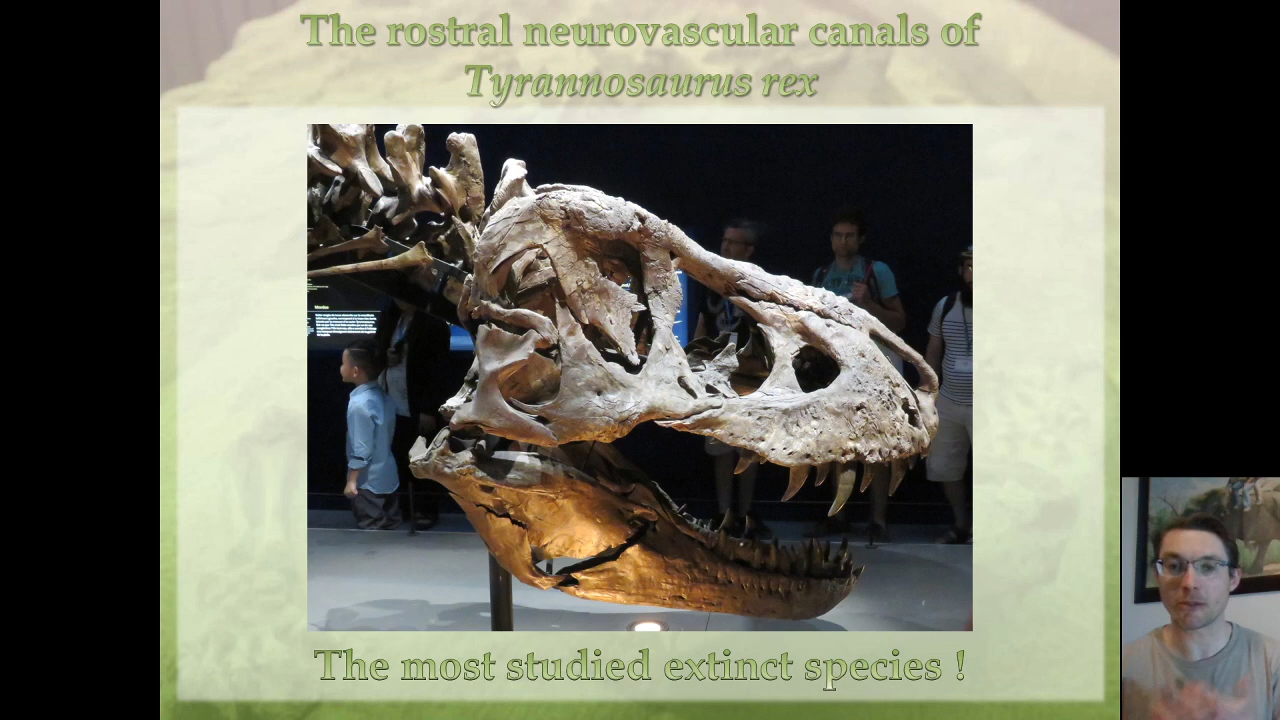 The rostral neurovascular canals of
Tyrannosaurus rex
The most studied extinct species !